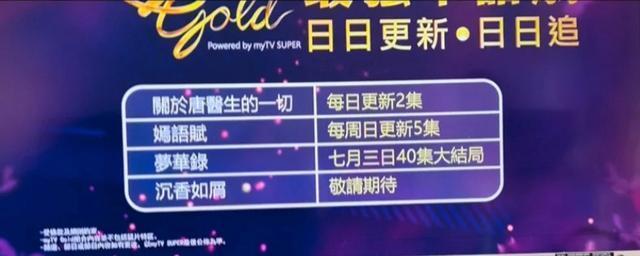 Gold
Powered by myTV SUPER
日日更新•日日追
關於唐醫生的一切 每日更新2集
嫣語賦 每周日更新5集
夢華錄 七月三日40集大結局
沉香如屑 敬請期待